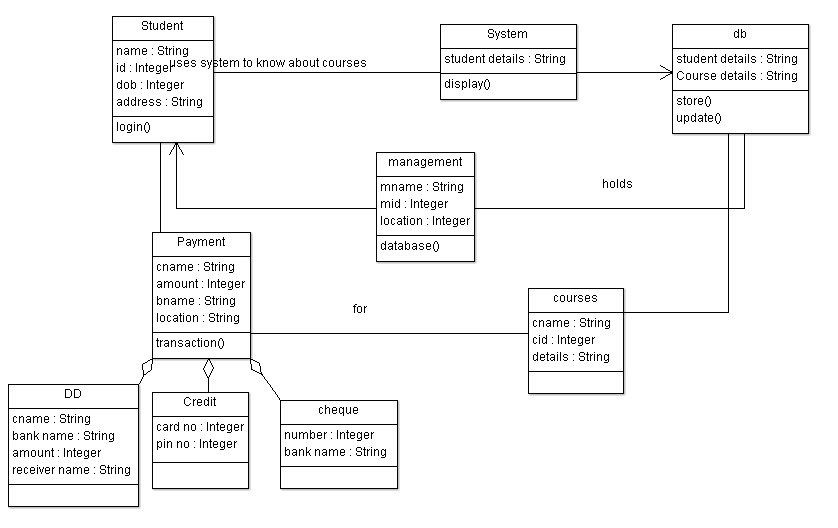 Student
name : String
id : Integer
dob : Integer
address : String
login()
uses system to know about courses
System
student details : String
display()
db
student details : String
Course details : String
store()
update()
management
mname : String
mid : Integer
location : Integer
database()
holds
Payment
cname : String
amount : Integer
bname : String
location : String
transaction()
for
courses
cname : String
cid : Integer
details : String
DD
cname : String
bank name : String
amount : Integer
receiver name : String
Credit
card no : Integer
pin no : Integer
cheque
number : Integer
bank name : String